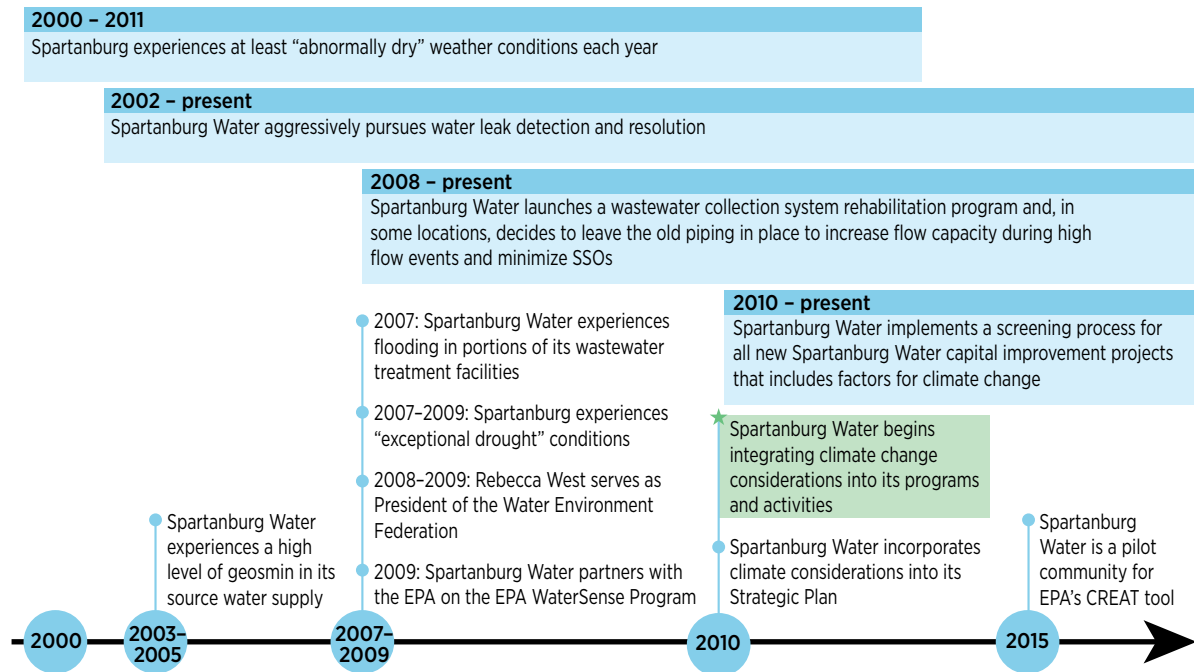 2000 – 2011
Spartanburg experiences at least “abnormally dry” weather conditions each year
2002 – present
Spartanburg Water aggressively pursues water leak detection and resolution
2008 – present
Spartanburg Water launches a wastewater collection system rehabilitation program and, in
some locations, decides to leave the old piping in place to increase flow capacity during high
flow events and minimize SSOs
2010 – present
Spartanburg Water implements a screening process for
all new Spartanburg Water capital improvement projects
that includes factors for climate change
Spartanburg Water
experiences a high
level of geosmin in its
source water supply
2007: Spartanburg Water experiences
flooding in portions of its wastewater
treatment facilities
2007–2009: Spartanburg experiences
“exceptional drought” conditions
2008–2009: Rebecca West serves as
President of the Water Environment
Federation
2009: Spartanburg Water partners with
the EPA on the EPA WaterSense Program
Spartanburg Water begins
integrating climate change
considerations into its programs
and activities
Spartanburg Water incorporates
climate considerations into its
Strategic Plan
Spartanburg
Water is a pilot
community for
EPA’s CREAT tool
2000
2003–
2005
2007–
2009
2010
2015